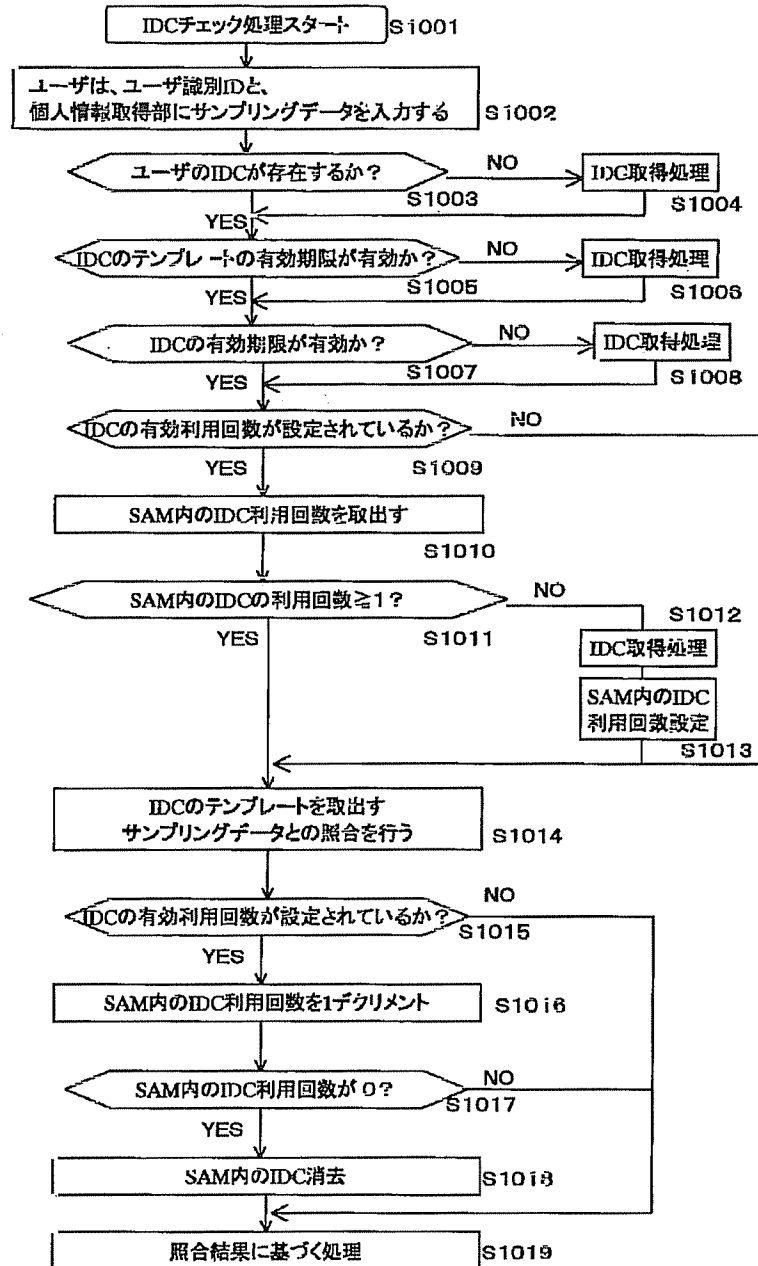 IDCチェック処理スタート S1001
ユーザは、ユーザ識別IDと、
個人情報取得部にサンプリングデータを入力する S1002
ユーザのIDCが存在するか？ NO IDC取得処理
S1003 S1004
YES
IDCのテンプレートの有効期限が有効か？ NO IDC取得処理
YES S1005 S1006
IDCの有効期限が有効か？ NO IDC取得処理
YES S1007 S1008
IDCの有効利用回数が設定されているか？ NO
YES S1009
SAM内のIDC利用回数を取出す
S1010
SAM内のIDCの利用回数≧1？ NO
YES S1011 S1012
IDC取得処理
SAM内のIDC
利用回数設定
S1013
IDCのテンプレートを取出す
サンプリングデータとの照合を行う S1014
IDCの有効利用回数が設定されているか？ NO
S1015
YES
SAM内のIDC利用回数を1デクリメント S1016
SAM内のIDC利用回数が0？ NO
S1017
YES
SAM内のIDC消去 S1018
照合結果に基づく処理 S1019